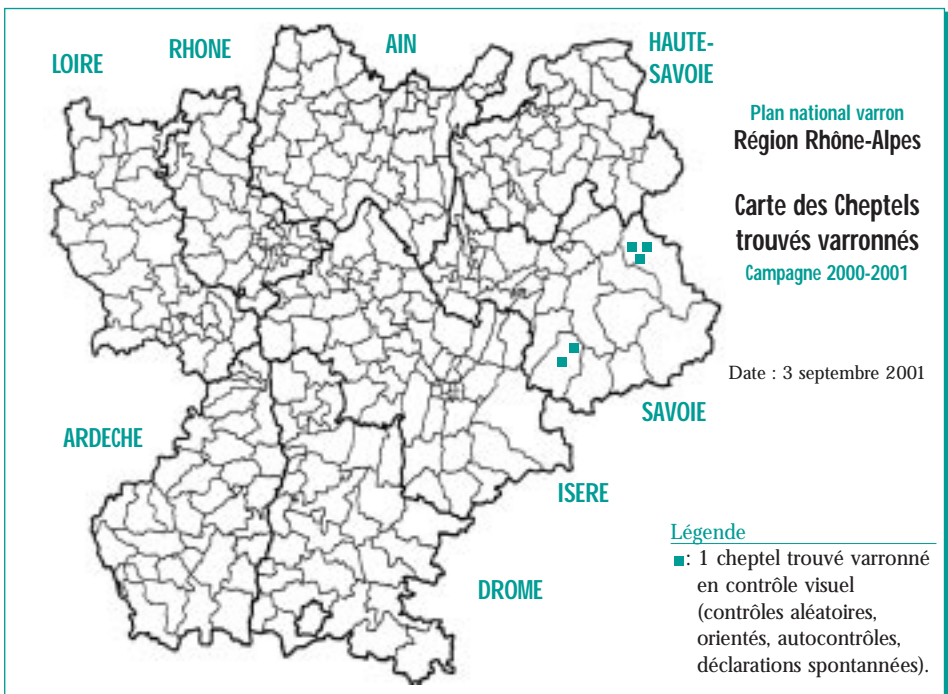 LOIRE
RHONE
AIN
HAUTE-
SAVOIE
Plan national varron
Région Rhône-Alpes
Carte des Cheptels
trouvés varronnés
Campagne 2000-2001
Date : 3 septembre 2001
SAVOIE
ARDECHE
ISERE
DROME
Légende
: 1 cheptel trouvé varronné
en contrôle visuel
(contrôles aléatoires,
orientés, autocontrôles,
déclarations spontannées).